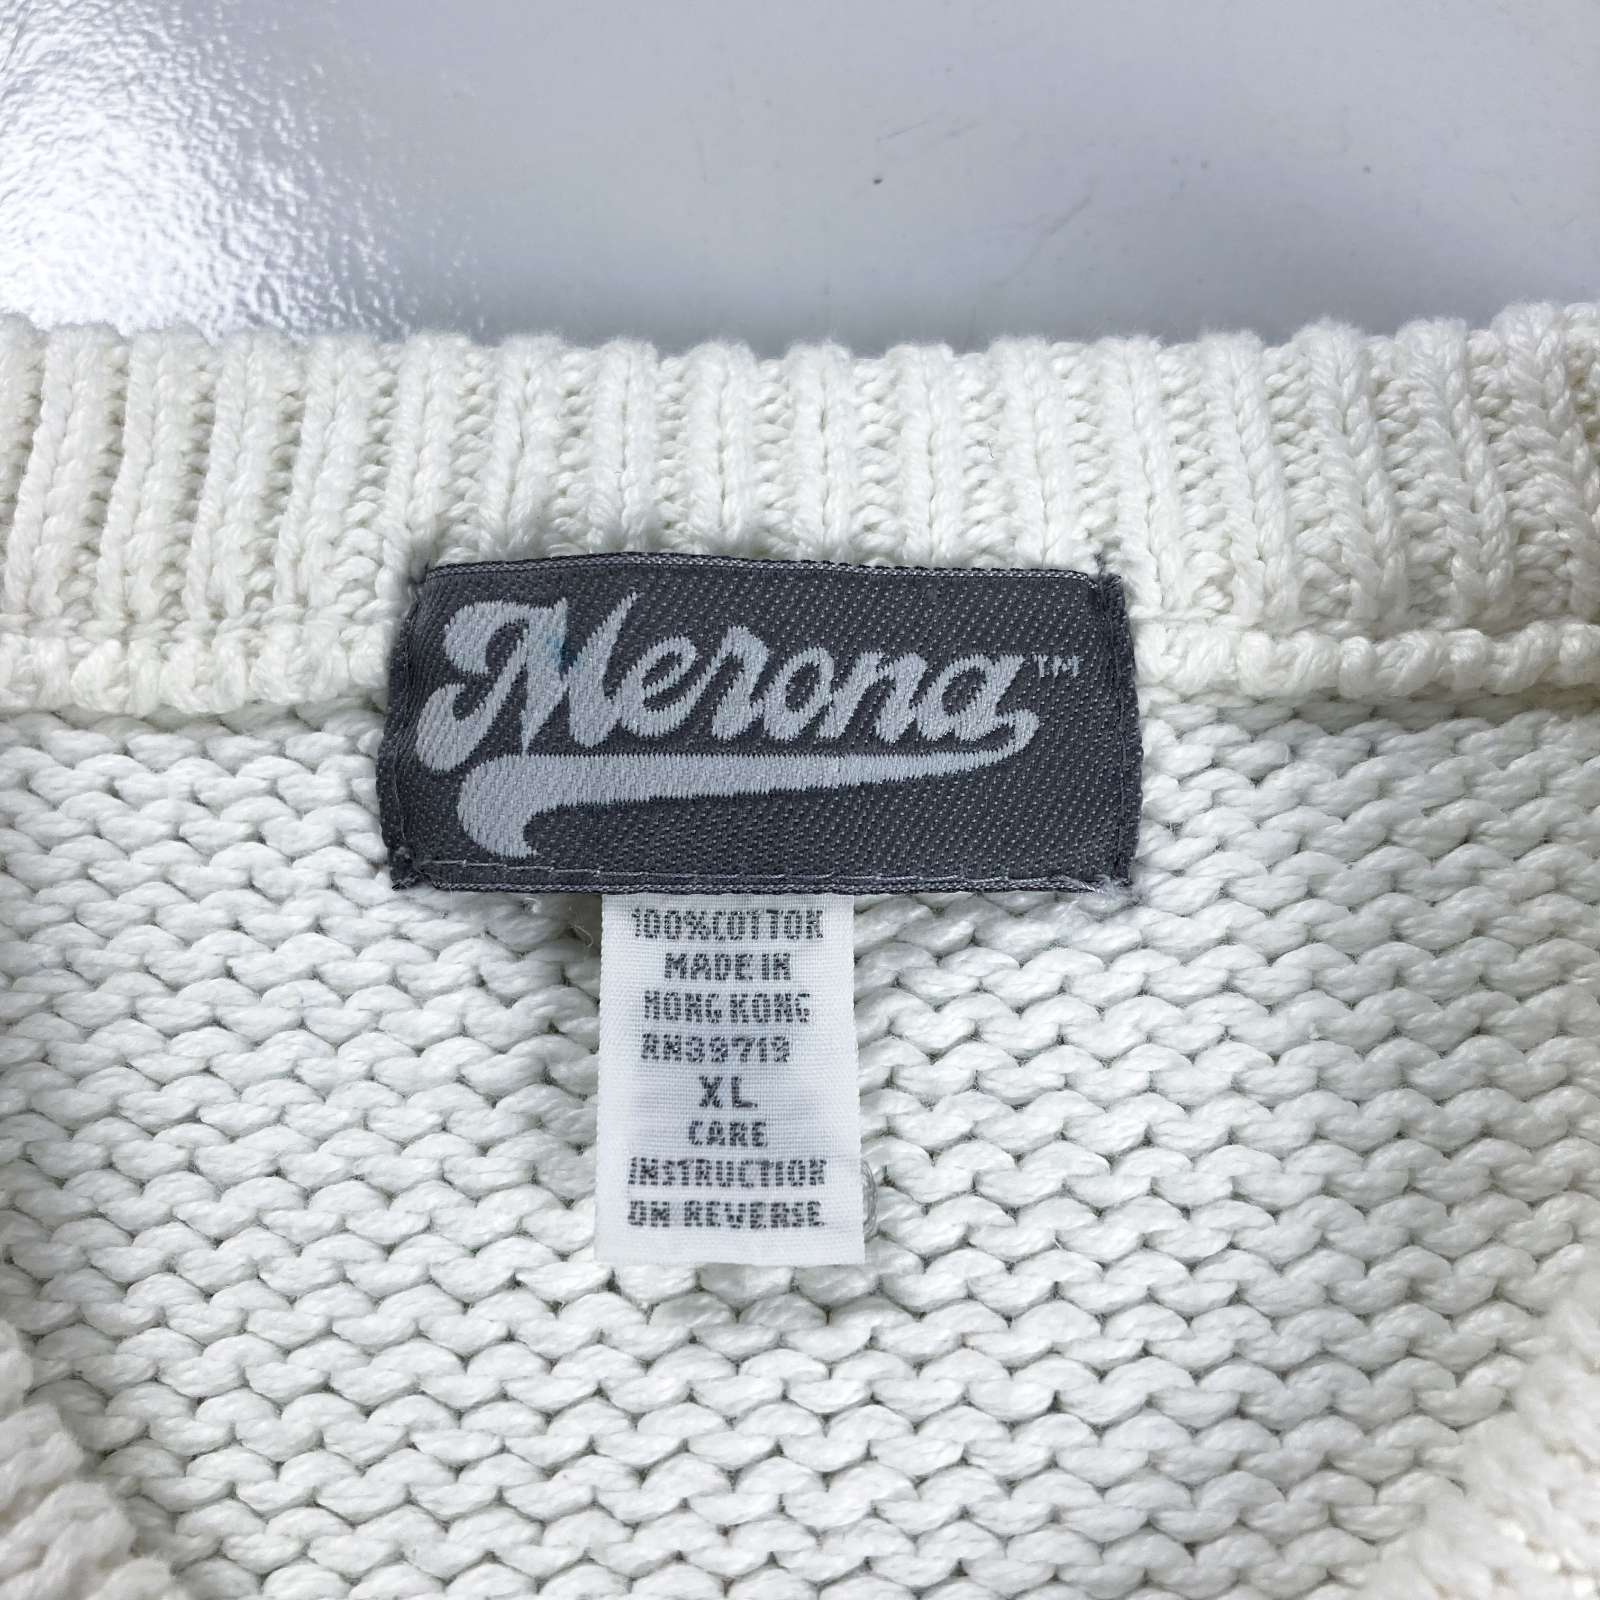 Merona™
100%COTTON
MADE IN
HONG KONG
RN39719
XL
CARE
INSTRUCTION
ON REVERSE